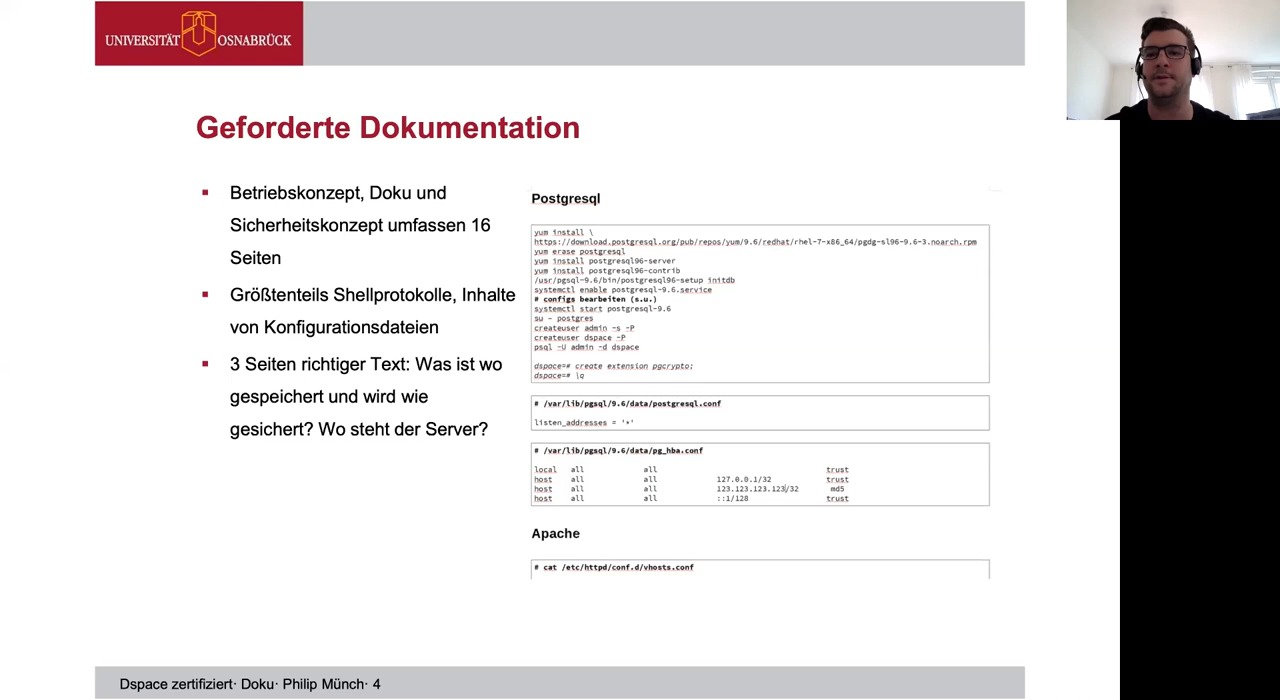 UNIVERSITÄT OSNABRÜCK
Geforderte Dokumentation
▪ Betriebskonzept, Doku und
Sicherheitskonzept umfassen 16
Seiten
▪ Größtenteils Shellprotokolle, Inhalte
von Konfigurationsdateien
▪ 3 Seiten richtiger Text: Was ist wo
gespeichert und wird wie
gesichert? Wo steht der Server?
Postgresql
yum install \
https://download.postgresql.org/pub/repos/yum/9.6/redhat/rhel-7-x86_64/pgdg-sl96-9.6-3.noarch.rpm
yum erase postgresql
yum install postgresql96-server
yum install postgresql96-contrib
/usr/pgsql-9.6/bin/postgresql96-setup initdb
systemctl enable postgresql-9.6.service
# configs bearbeiten (s.u.)
systemctl start postgresql-9.6
su - postgres
createuser admin -s -P
createuser dspace -P
psql -U admin -d dspace
dspace=# create extension pgcrypto;
dspace=# \q
# /var/lib/pgsql/9.6/data/postgresql.conf
listen_addresses = '*'
# /var/lib/pgsql/9.6/data/pg_hba.conf
local all all trust
host all all 127.0.0.1/32 trust
host all all 123.123.123.123/32 md5
host all all ::1/128 trust
Apache
# cat /etc/httpd/conf.d/vhosts.conf
Dspace zertifiziert· Doku· Philip Münch· 4